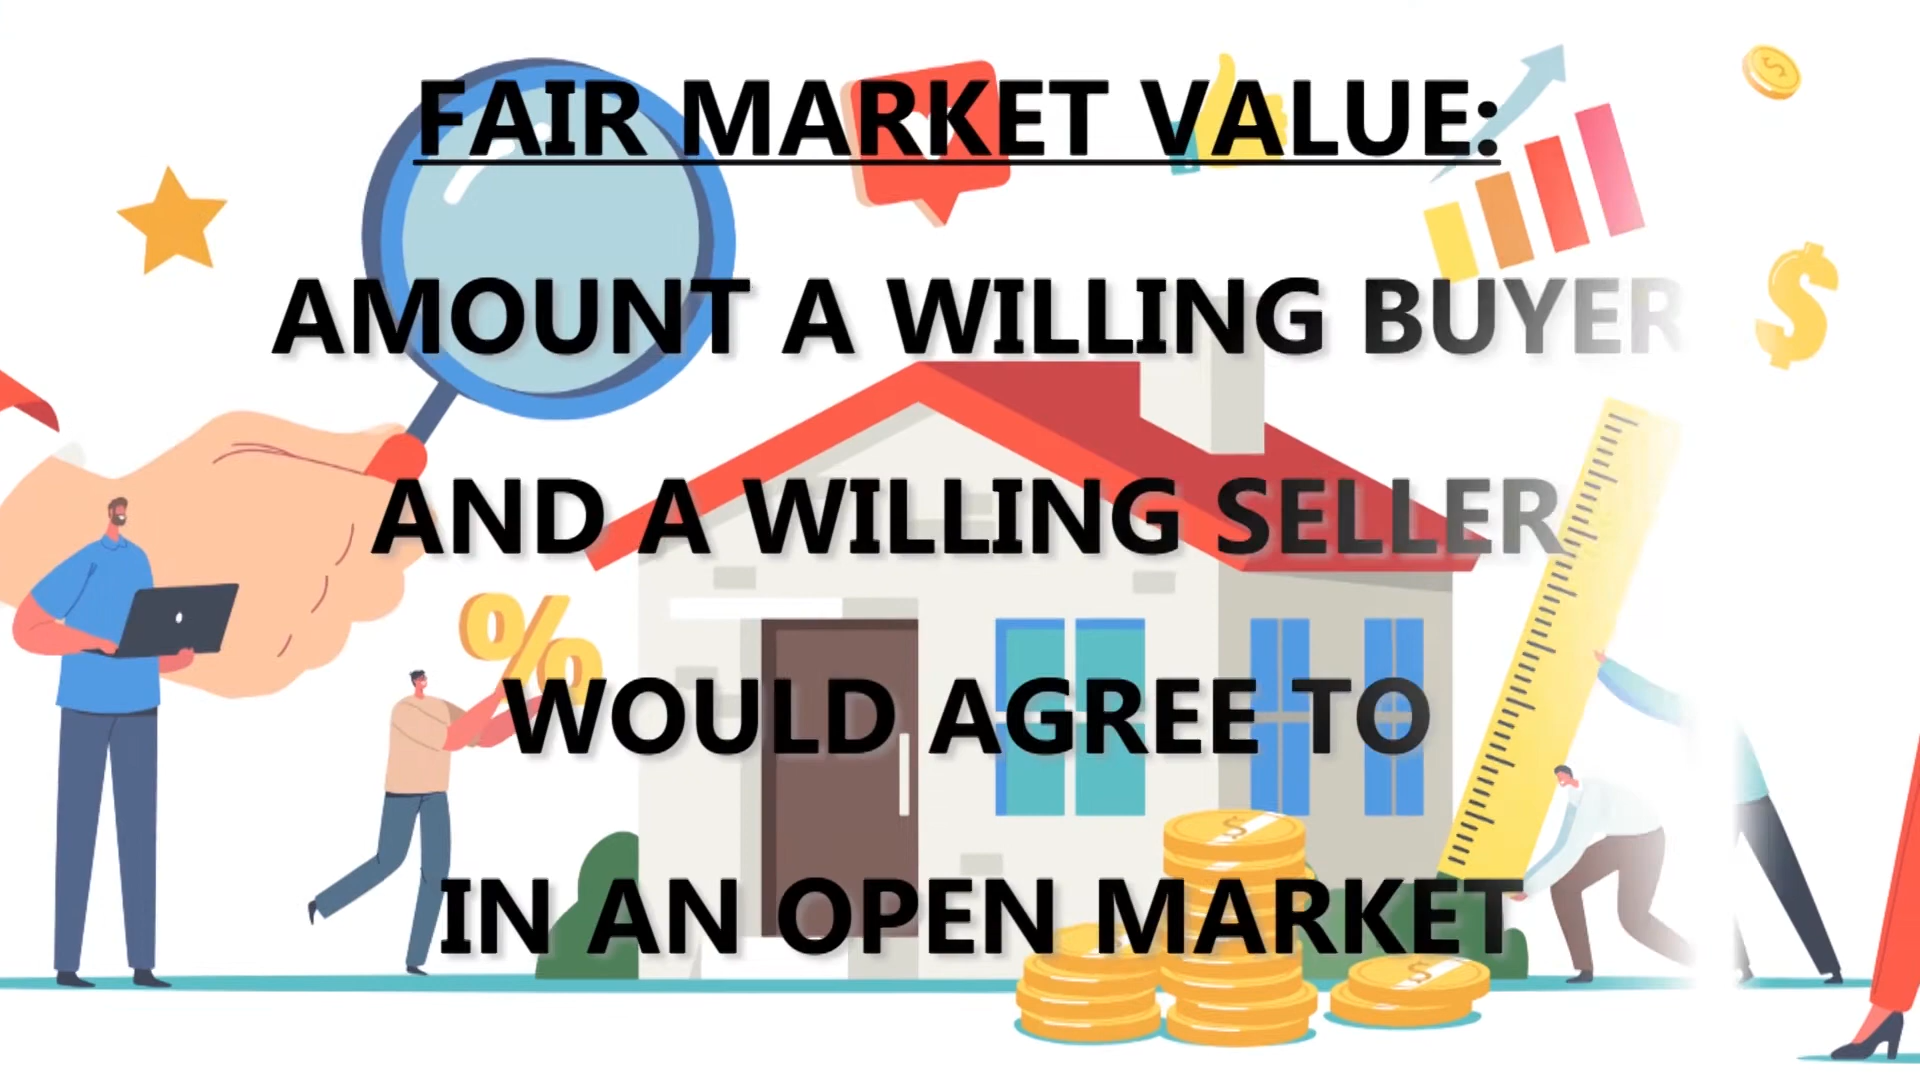 FAIR MARKET VALUE:
AMOUNT A WILLING BUYER
AND A WILLING SELLER
WOULD AGREE TO
IN AN OPEN MARKET